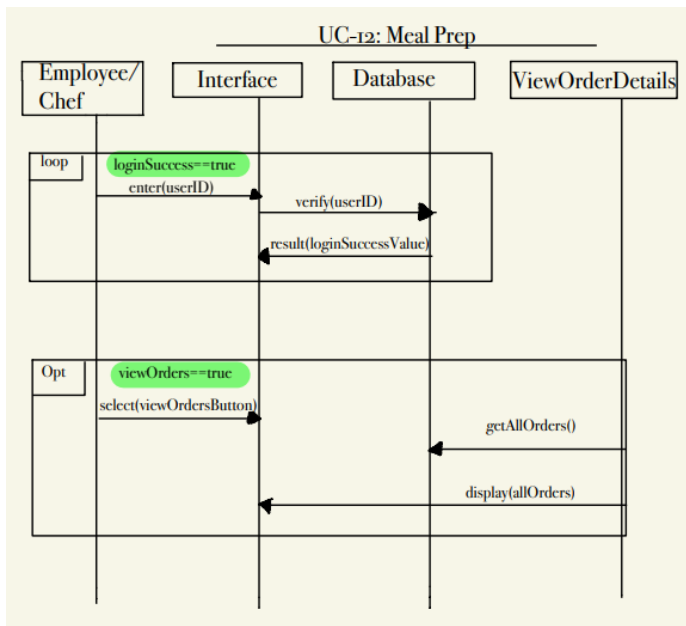 UC-12: Meal Prep
Employee/
Chef
Interface
Database
ViewOrderDetails
loop
loginSuccess==true
enter(userID)
verify(userID)
result(loginSuccessValue)
Opt
viewOrders==true
select(viewOrdersButton)
getAllOrders()
display(allOrders)